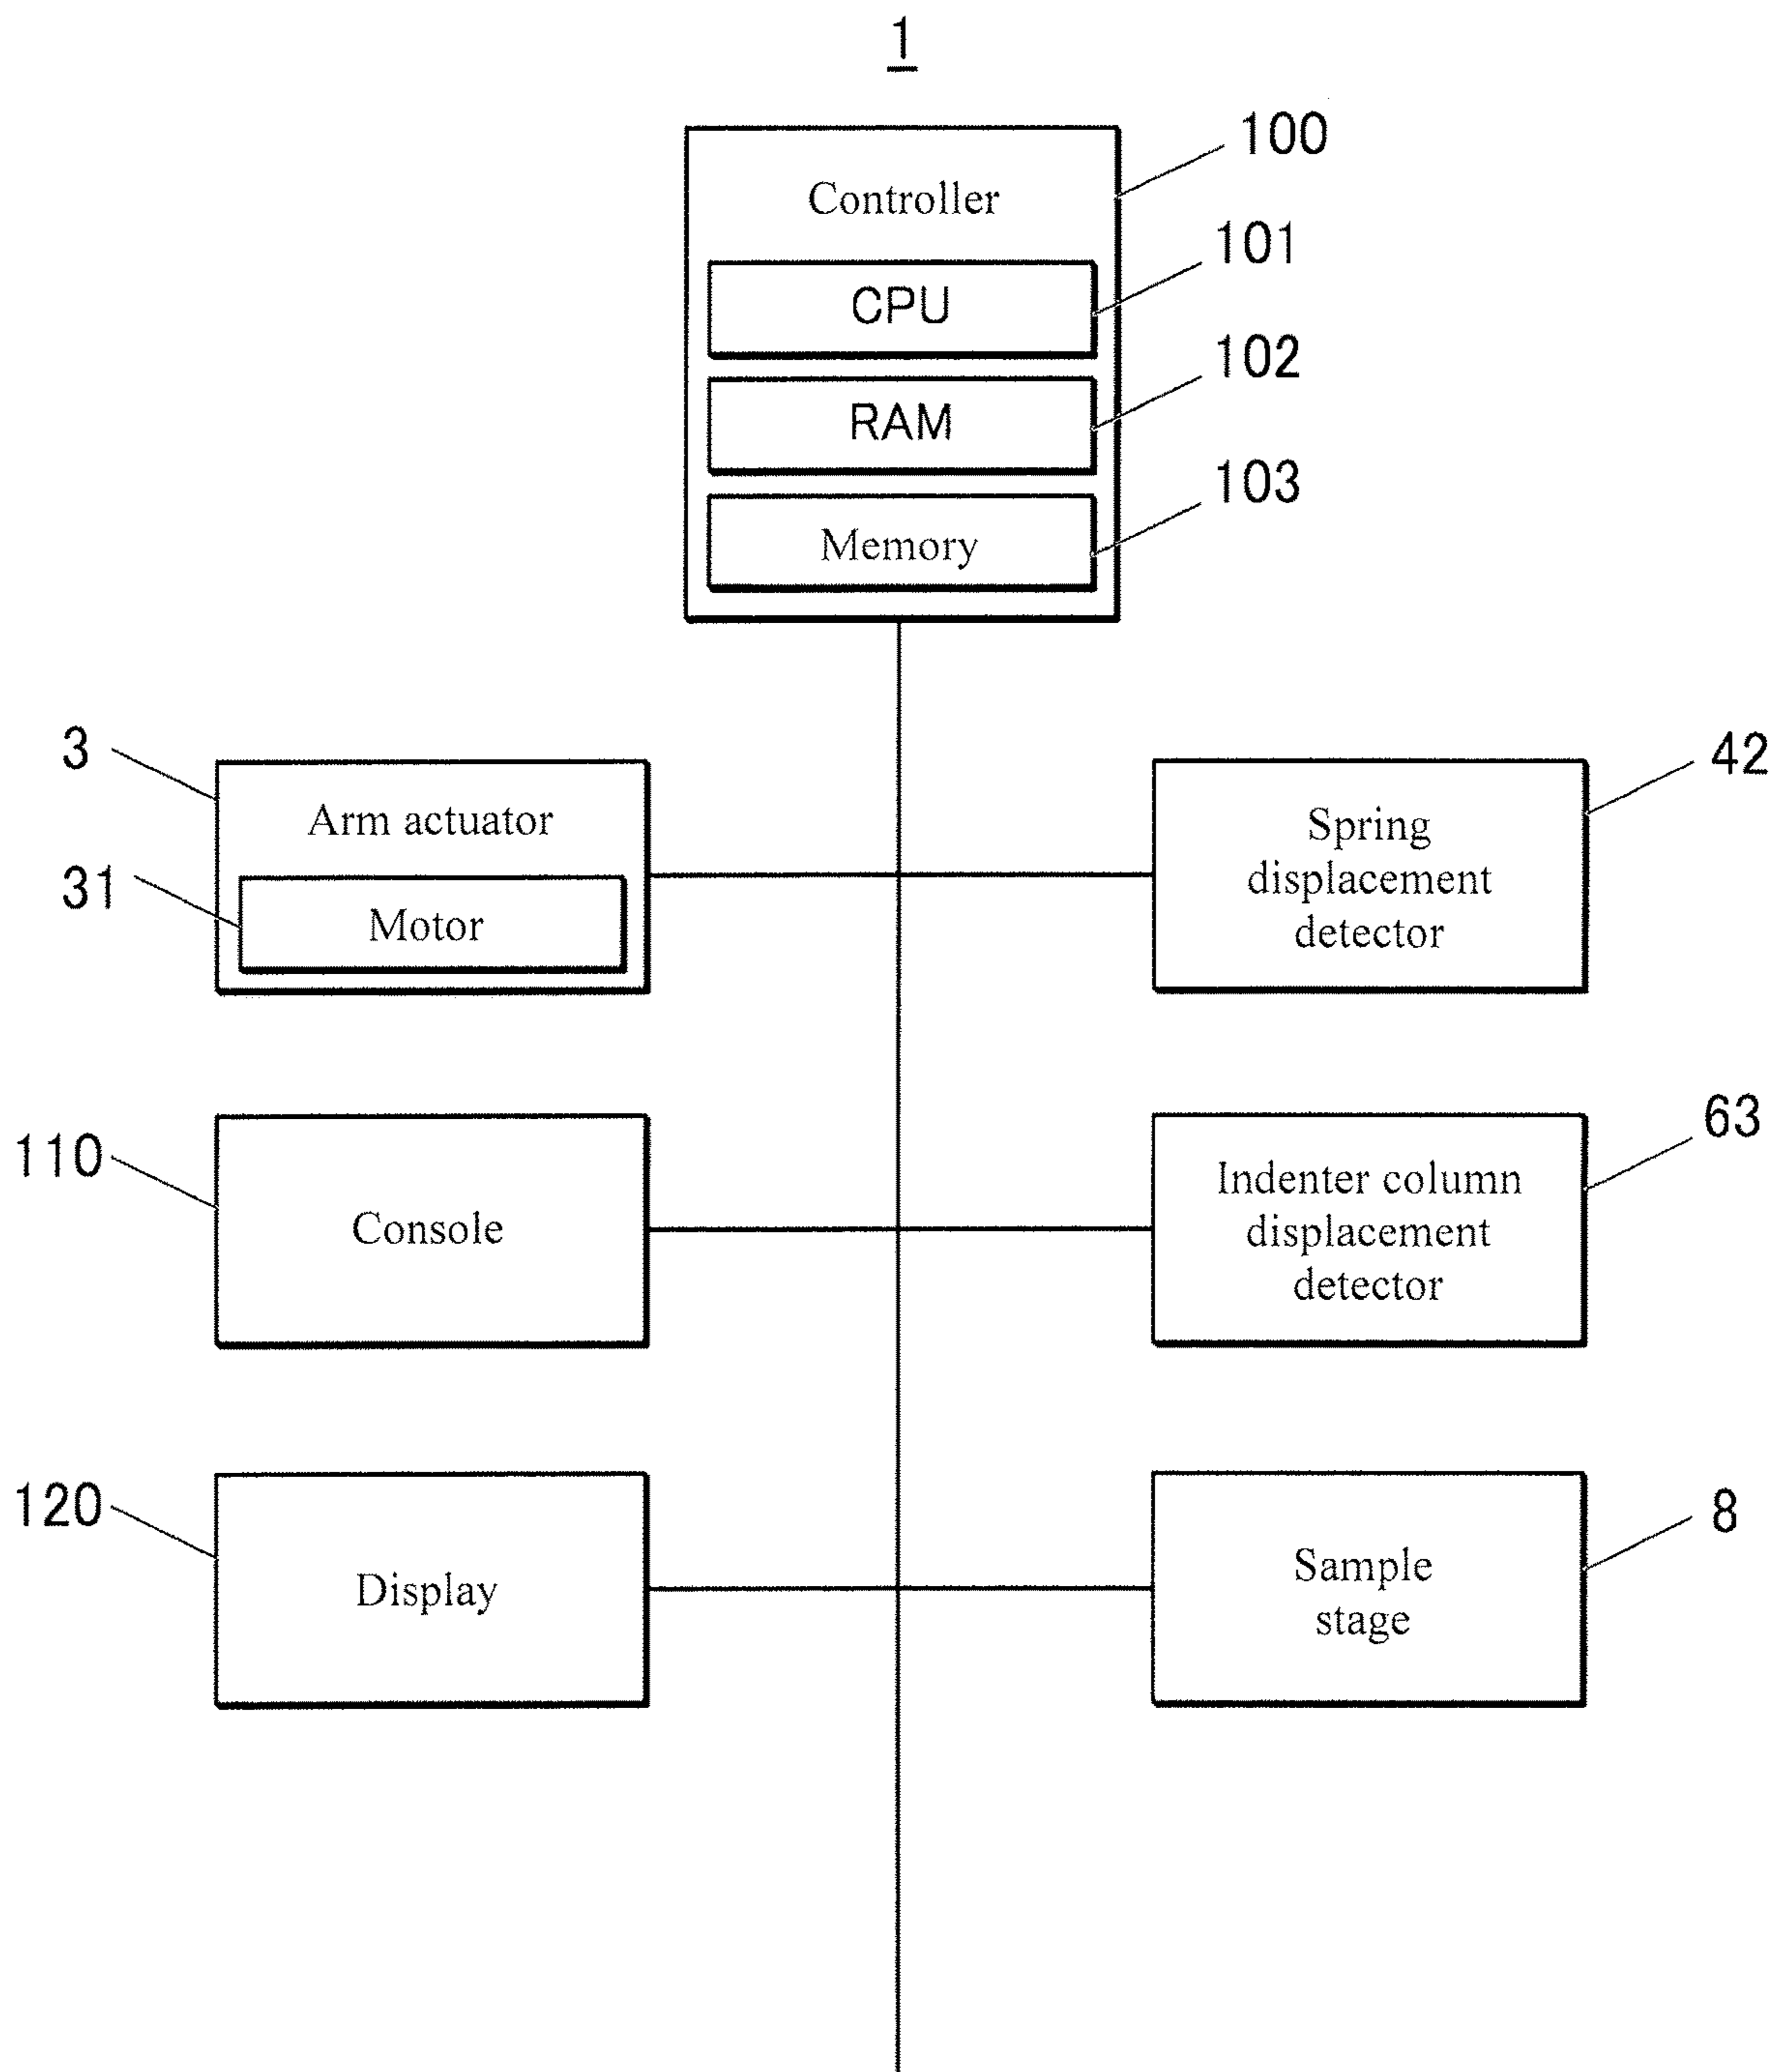 1
100
Controller
101
CPU
102
RAM
103
Memory
3
Arm actuator
31
Motor
42
Spring
displacement
detector
110
Console
63
Indenter column
displacement
detector
120
Display
8
Sample
stage